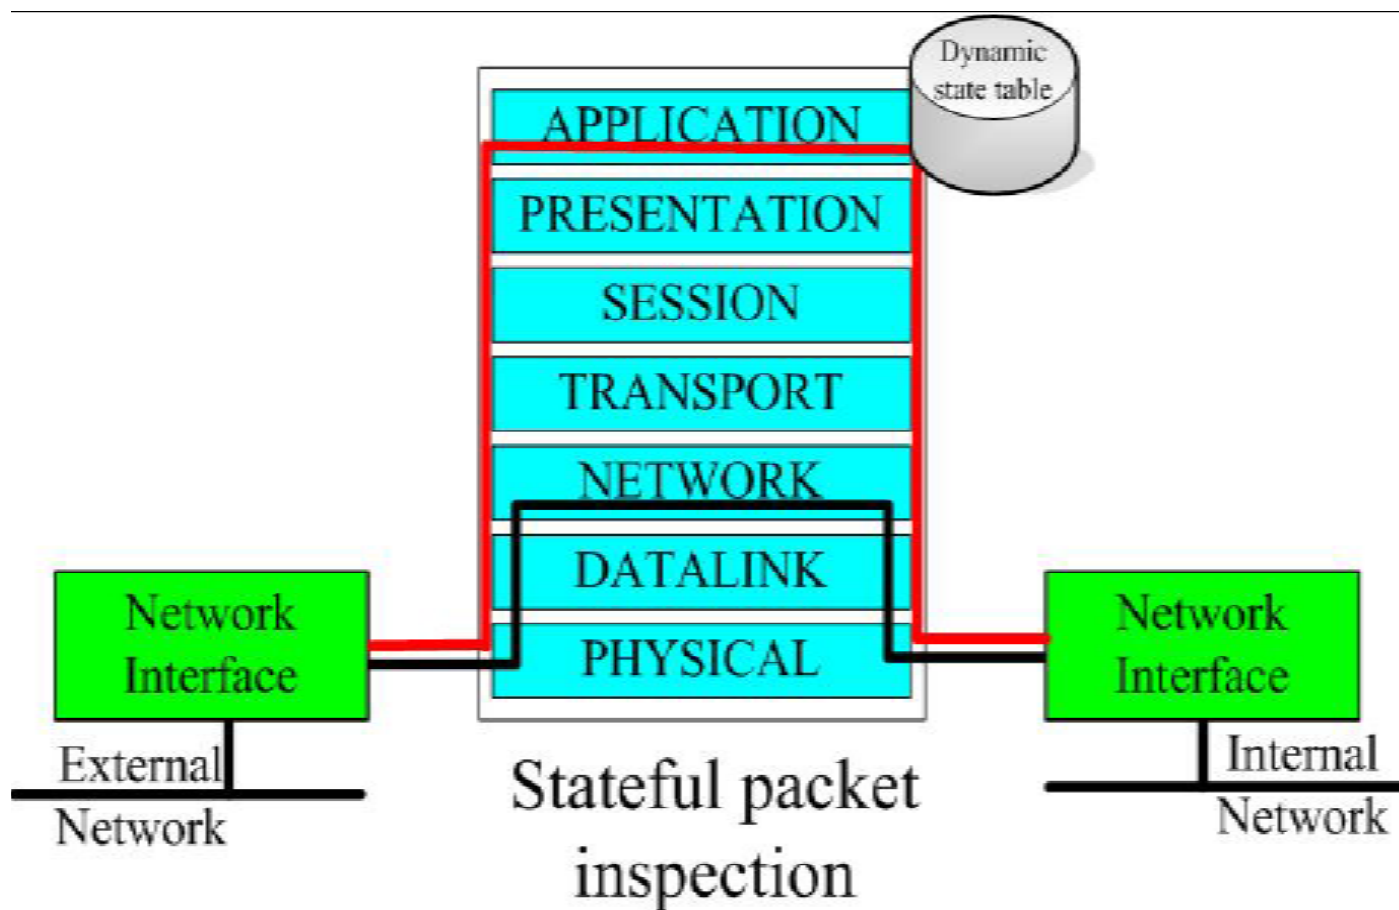 Dynamic
state table
APPLICATION
PRESENTATION
SESSION
TRANSPORT
NETWORK
DATALINK
PHYSICAL
Network
Interface
Network
Interface
External
Network
Internal
Network
Stateful packet
inspection